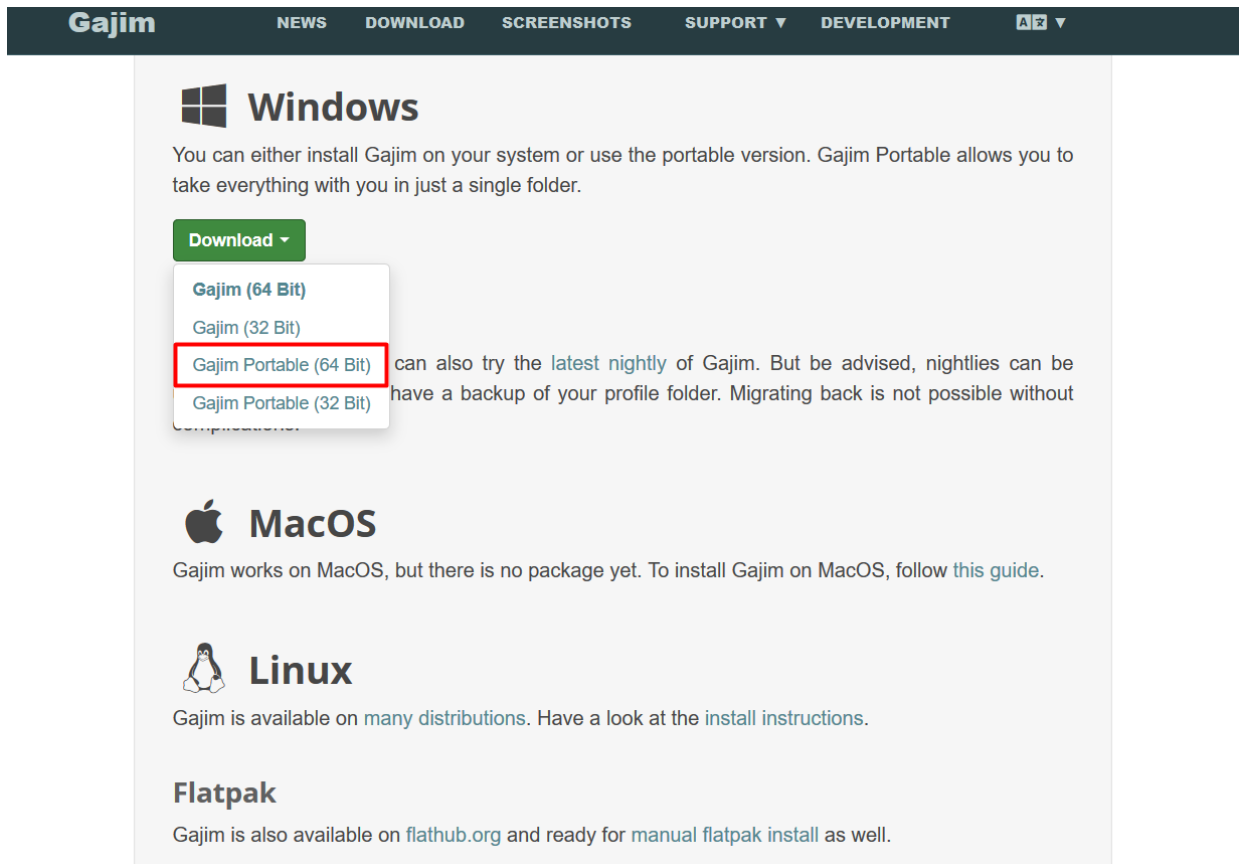 Gajim NEWS DOWNLOAD SCREENSHOTS SUPPORT ▼ DEVELOPMENT A ▼
Windows
You can either install Gajim on your system or use the portable version. Gajim Portable allows you to
take everything with you in just a single folder.
Download
Gajim (64 Bit)
Gajim (32 Bit)
Gajim Portable (64 Bit) can also try the latest nightly of Gajim. But be advised, nightlies can be
Gajim Portable (32 Bit) have a backup of your profile folder. Migrating back is not possible without
MacOS
Gajim works on MacOS, but there is no package yet. To install Gajim on MacOS, follow this guide.
Linux
Gajim is available on many distributions. Have a look at the install instructions.
Flatpak
Gajim is also available on flathub.org and ready for manual flatpak install as well.